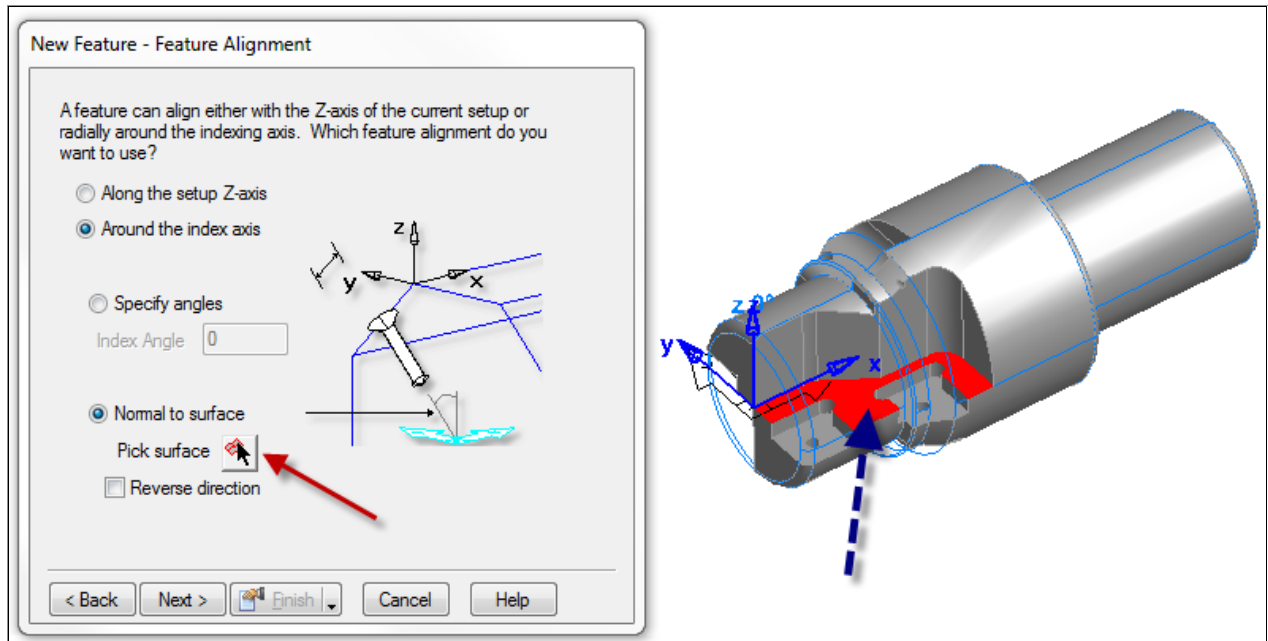 New Feature - Feature Alignment
A feature can align either with the Z-axis of the current setup or
radially around the indexing axis. Which feature alignment do you
want to use?
Along the setup Z-axis
Around the index axis
z
y
x
Specify angles
Index Angle 0
Normal to surface
Pick surface
Reverse direction
< Back Next > Finish Cancel Help
z
y
x